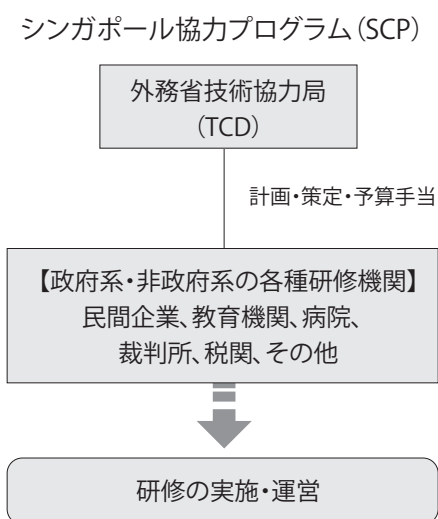 シンガポール協力プログラム（SCP）
外務省技術協力局
（TCD）
計画・策定・予算手当
【政府系・非政府系の各種研修機関】
民間企業、教育機関、病院、
裁判所、税関、その他
研修の実施・運営